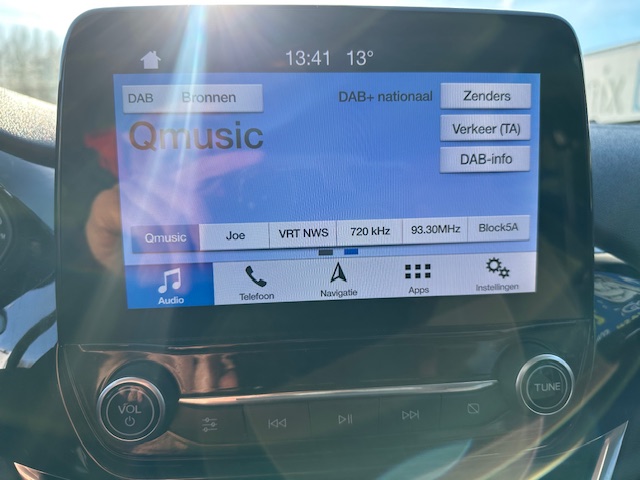 13:41 13°
DAB Bronnen
DAB+ nationaal
Zenders
Qmusic
Verkeer (TA)
DAB-info
Qmusic Joe VRT NWS 720 kHz 93.30MHz Block5A
Audio Telefoon Navigatie Apps Instellingen
VOL
TUNE